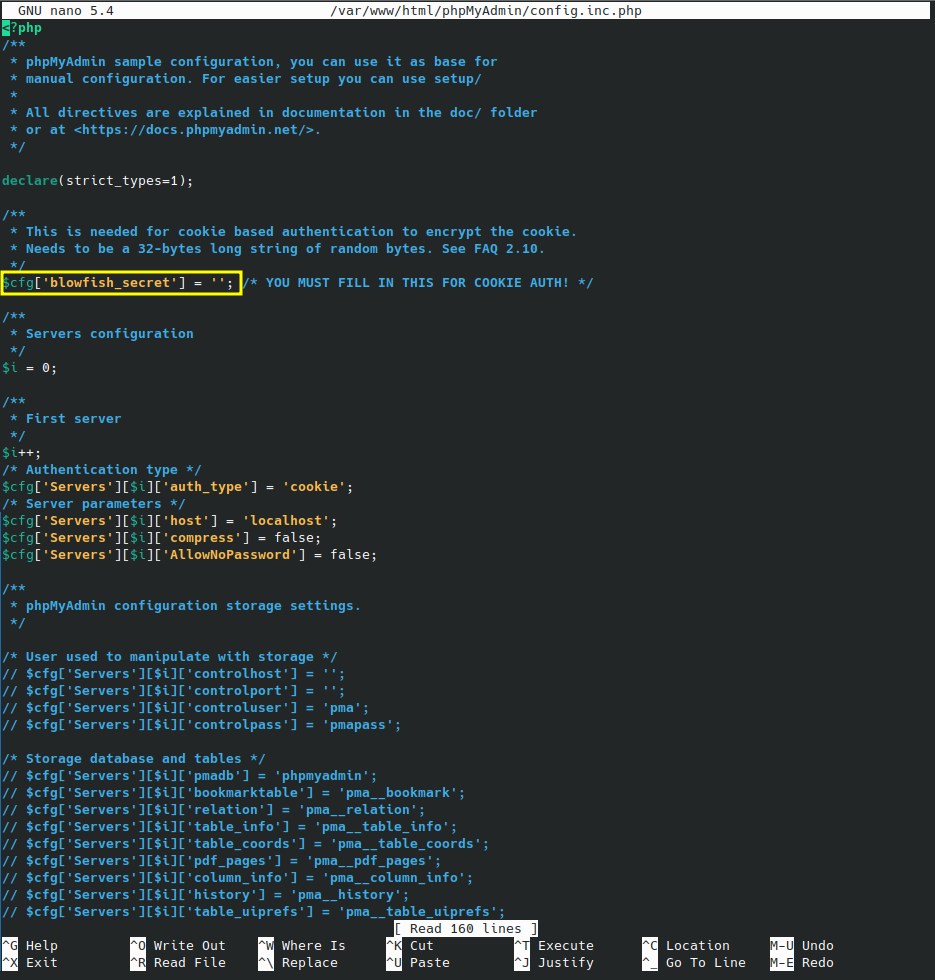 GNU nano 5.4 /var/www/html/phpMyAdmin/config.inc.php
<?php
/**
 * phpMyAdmin sample configuration, you can use it as base for
 * manual configuration. For easier setup you can use setup/
 *
 * All directives are explained in documentation in the doc/ folder
 * or at <https://docs.phpmyadmin.net/>.
 */

declare(strict_types=1);

/**
 * This is needed for cookie based authentication to encrypt the cookie.
 * Needs to be a 32-bytes long string of random bytes. See FAQ 2.10.
 */
$cfg['blowfish_secret'] = ''; /* YOU MUST FILL IN THIS FOR COOKIE AUTH! */

/**
 * Servers configuration
 */
$i = 0;

/**
 * First server
 */
$i++;
/* Authentication type */
$cfg['Servers'][$i]['auth_type'] = 'cookie';
/* Server parameters */
$cfg['Servers'][$i]['host'] = 'localhost';
$cfg['Servers'][$i]['compress'] = false;
$cfg['Servers'][$i]['AllowNoPassword'] = false;

/**
 * phpMyAdmin configuration storage settings.
 */

/* User used to manipulate with storage */
// $cfg['Servers'][$i]['controlhost'] = '';
// $cfg['Servers'][$i]['controlport'] = '';
// $cfg['Servers'][$i]['controluser'] = 'pma';
// $cfg['Servers'][$i]['controlpass'] = 'pmapass';

/* Storage database and tables */
// $cfg['Servers'][$i]['pmadb'] = 'phpmyadmin';
// $cfg['Servers'][$i]['bookmarktable'] = 'pma__bookmark';
// $cfg['Servers'][$i]['relation'] = 'pma__relation';
// $cfg['Servers'][$i]['table_info'] = 'pma__table_info';
// $cfg['Servers'][$i]['table_coords'] = 'pma__table_coords';
// $cfg['Servers'][$i]['pdf_pages'] = 'pma__pdf_pages';
// $cfg['Servers'][$i]['column_info'] = 'pma__column_info';
// $cfg['Servers'][$i]['history'] = 'pma__history';
// $cfg['Servers'][$i]['table_uiprefs'] = 'pma__table_uiprefs';
[ Read 160 lines ]
^G Help ^O Write Out ^W Where Is ^K Cut ^T Execute ^C Location M-U Undo
^X Exit ^R Read File ^\ Replace ^U Paste ^J Justify ^_ Go To Line M-E Redo